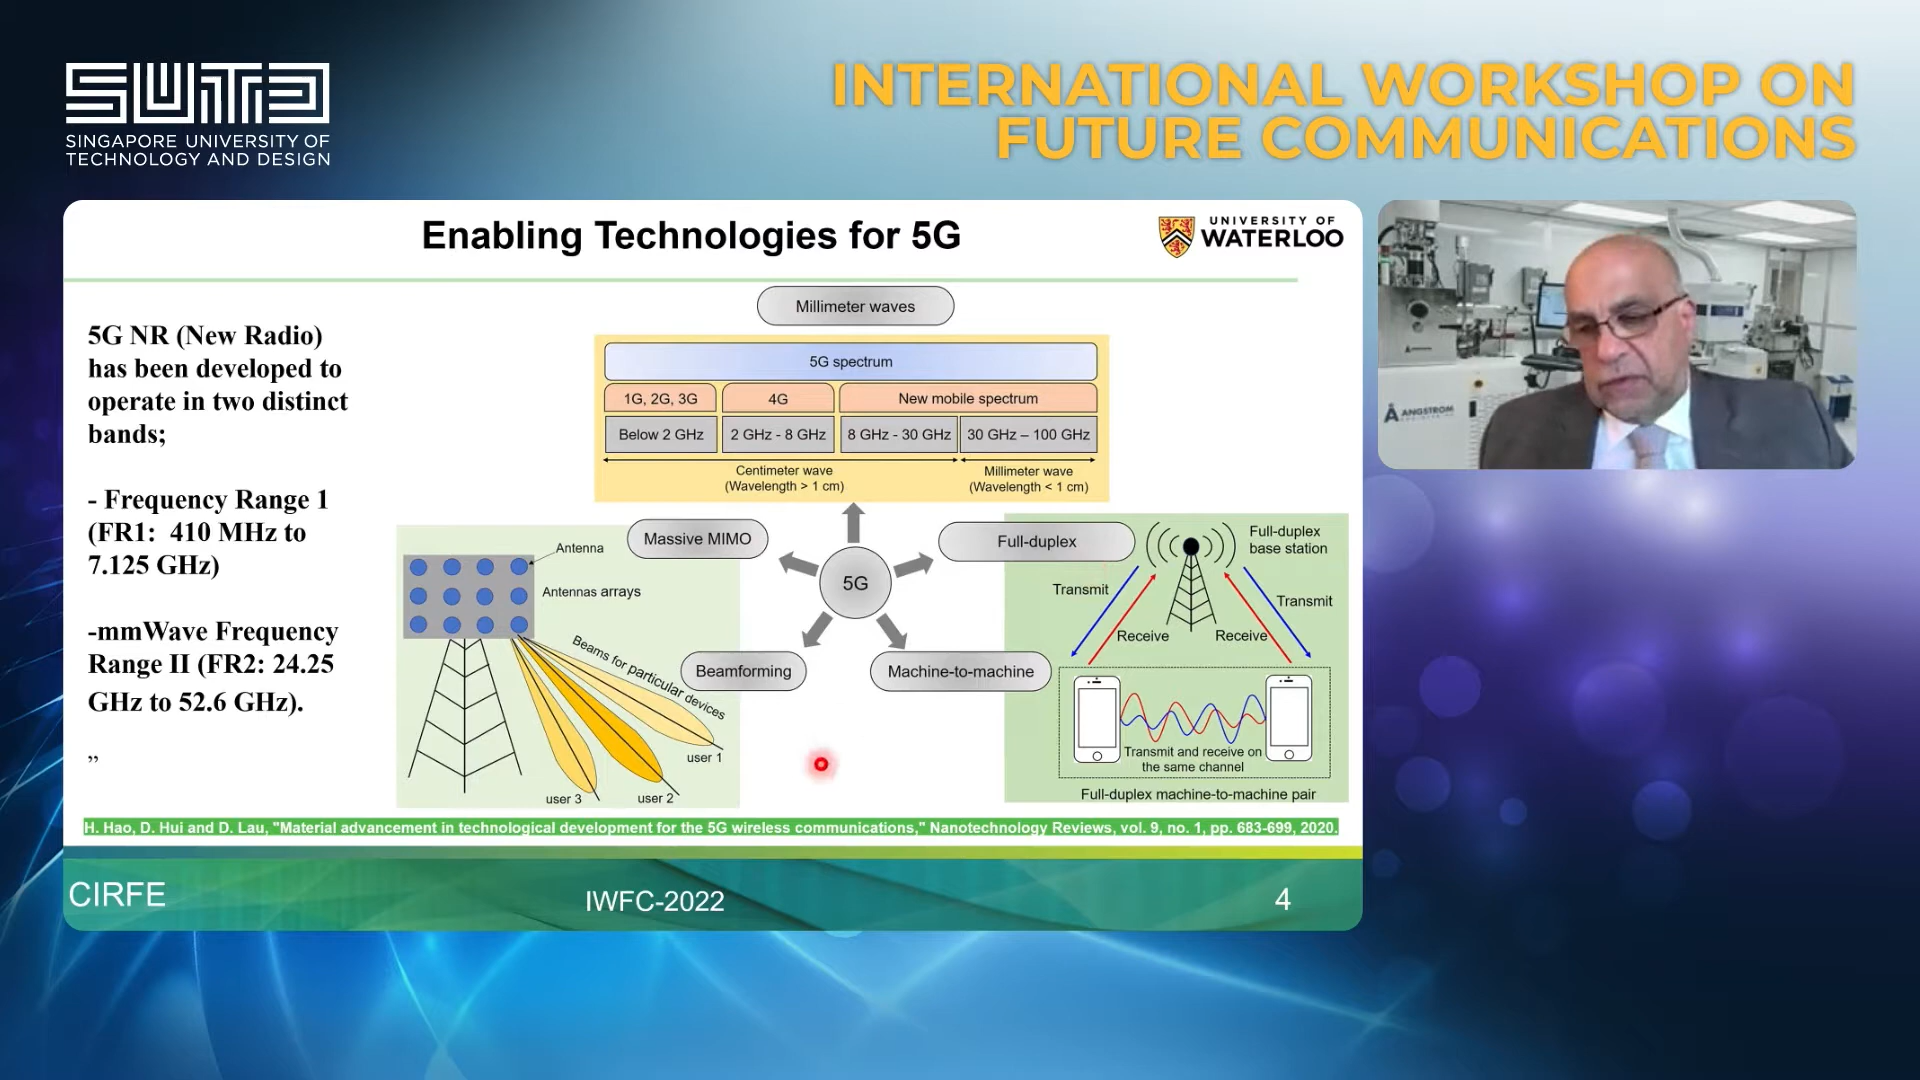 SUTD
SINGAPORE UNIVERSITY OF
TECHNOLOGY AND DESIGN
INTERNATIONAL WORKSHOP ON
FUTURE COMMUNICATIONS
Enabling Technologies for 5G
UNIVERSITY OF
WATERLOO
5G NR (New Radio)
has been developed to
operate in two distinct
bands;
- Frequency Range 1
(FR1: 410 MHz to
7.125 GHz)
-mmWave Frequency
Range II (FR2: 24.25
GHz to 52.6 GHz).
”
Millimeter waves
5G spectrum
1G, 2G, 3G
4G
New mobile spectrum
Below 2 GHz
2 GHz - 8 GHz
8 GHz - 30 GHz
30 GHz – 100 GHz
Centimeter wave
(Wavelength > 1 cm)
Millimeter wave
(Wavelength < 1 cm)
Massive MIMO
Antenna
Antennas arrays
Beams for particular devices
user 1
user 2
user 3
5G
Beamforming
Machine-to-machine
Full-duplex
Full-duplex
base station
Transmit
Transmit
Receive
Receive
Transmit and receive on
the same channel
Full-duplex machine-to-machine pair
H. Hao, D. Hui and D. Lau, "Material advancement in technological development for the 5G wireless communications," Nanotechnology Reviews, vol. 9, no. 1, pp. 683-699, 2020.
CIRFE
IWFC-2022
4
ANGSTROM